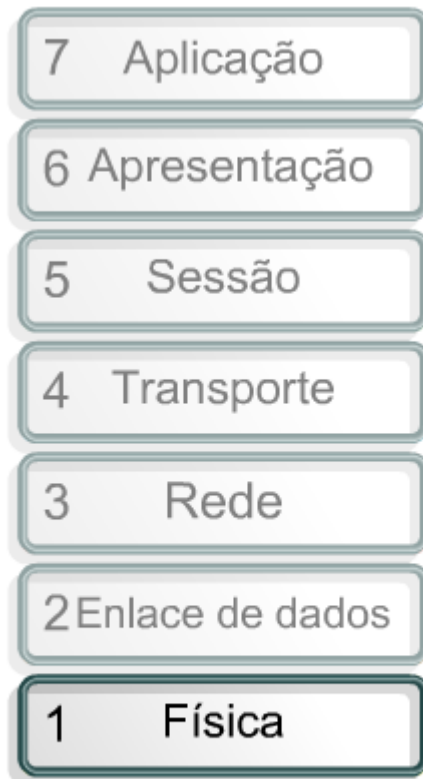 7 Aplicação
6 Apresentação
5 Sessão
4 Transporte
3 Rede
2 Enlace de dados
1 Física